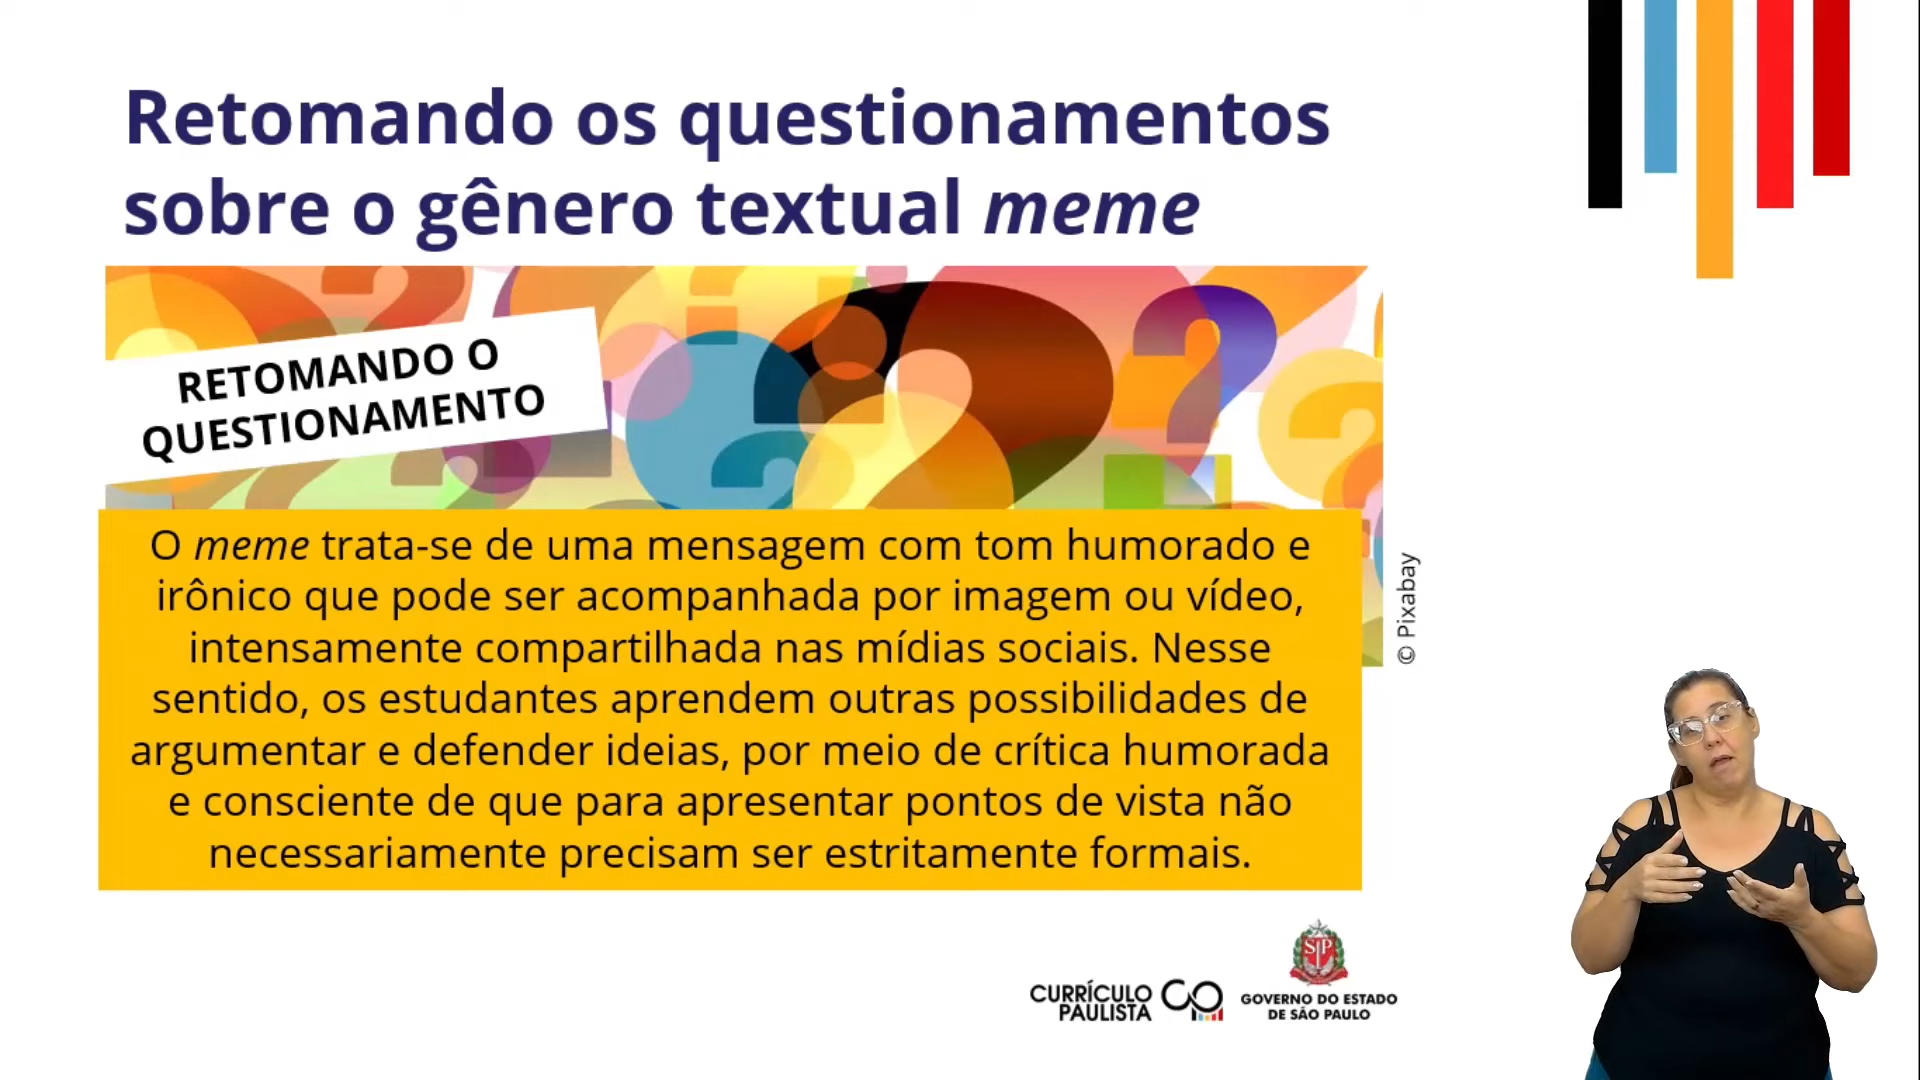 Retomando os questionamentos
sobre o gênero textual meme
RETOMANDO O
QUESTIONAMENTO
O meme trata-se de uma mensagem com tom humorado e
irônico que pode ser acompanhada por imagem ou vídeo,
intensamente compartilhada nas mídias sociais. Nesse
sentido, os estudantes aprendem outras possibilidades de
argumentar e defender ideias, por meio de crítica humorada
e consciente de que para apresentar pontos de vista não
necessariamente precisam ser estritamente formais.
© Pixabay
CURRÍCULO
PAULISTA
SP
GOVERNO DO ESTADO
DE SÃO PAULO